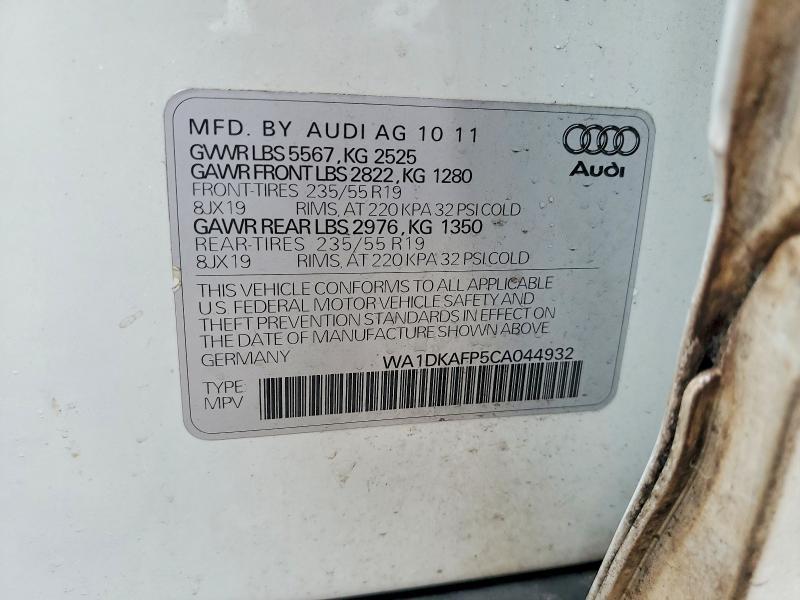 MFD. BY AUDI AG 10 11
GVWR LBS 5567, KG 2525
GAWR FRONT LBS 2822, KG 1280
FRONT-TIRES 235/55 R19
8JX19 RIMS, AT 220 KPA 32 PSI COLD
GAWR REAR LBS 2976, KG 1350
REAR-TIRES 235/55 R19
8JX19 RIMS, AT 220 KPA 32 PSI COLD
Audi
THIS VEHICLE CONFORMS TO ALL APPLICABLE
U.S. FEDERAL MOTOR VEHICLE SAFETY AND
THEFT PREVENTION STANDARDS IN EFFECT ON
THE DATE OF MANUFACTURE SHOWN ABOVE.
GERMANY WA1DKAFP5CA044932
TYPE:
MPV